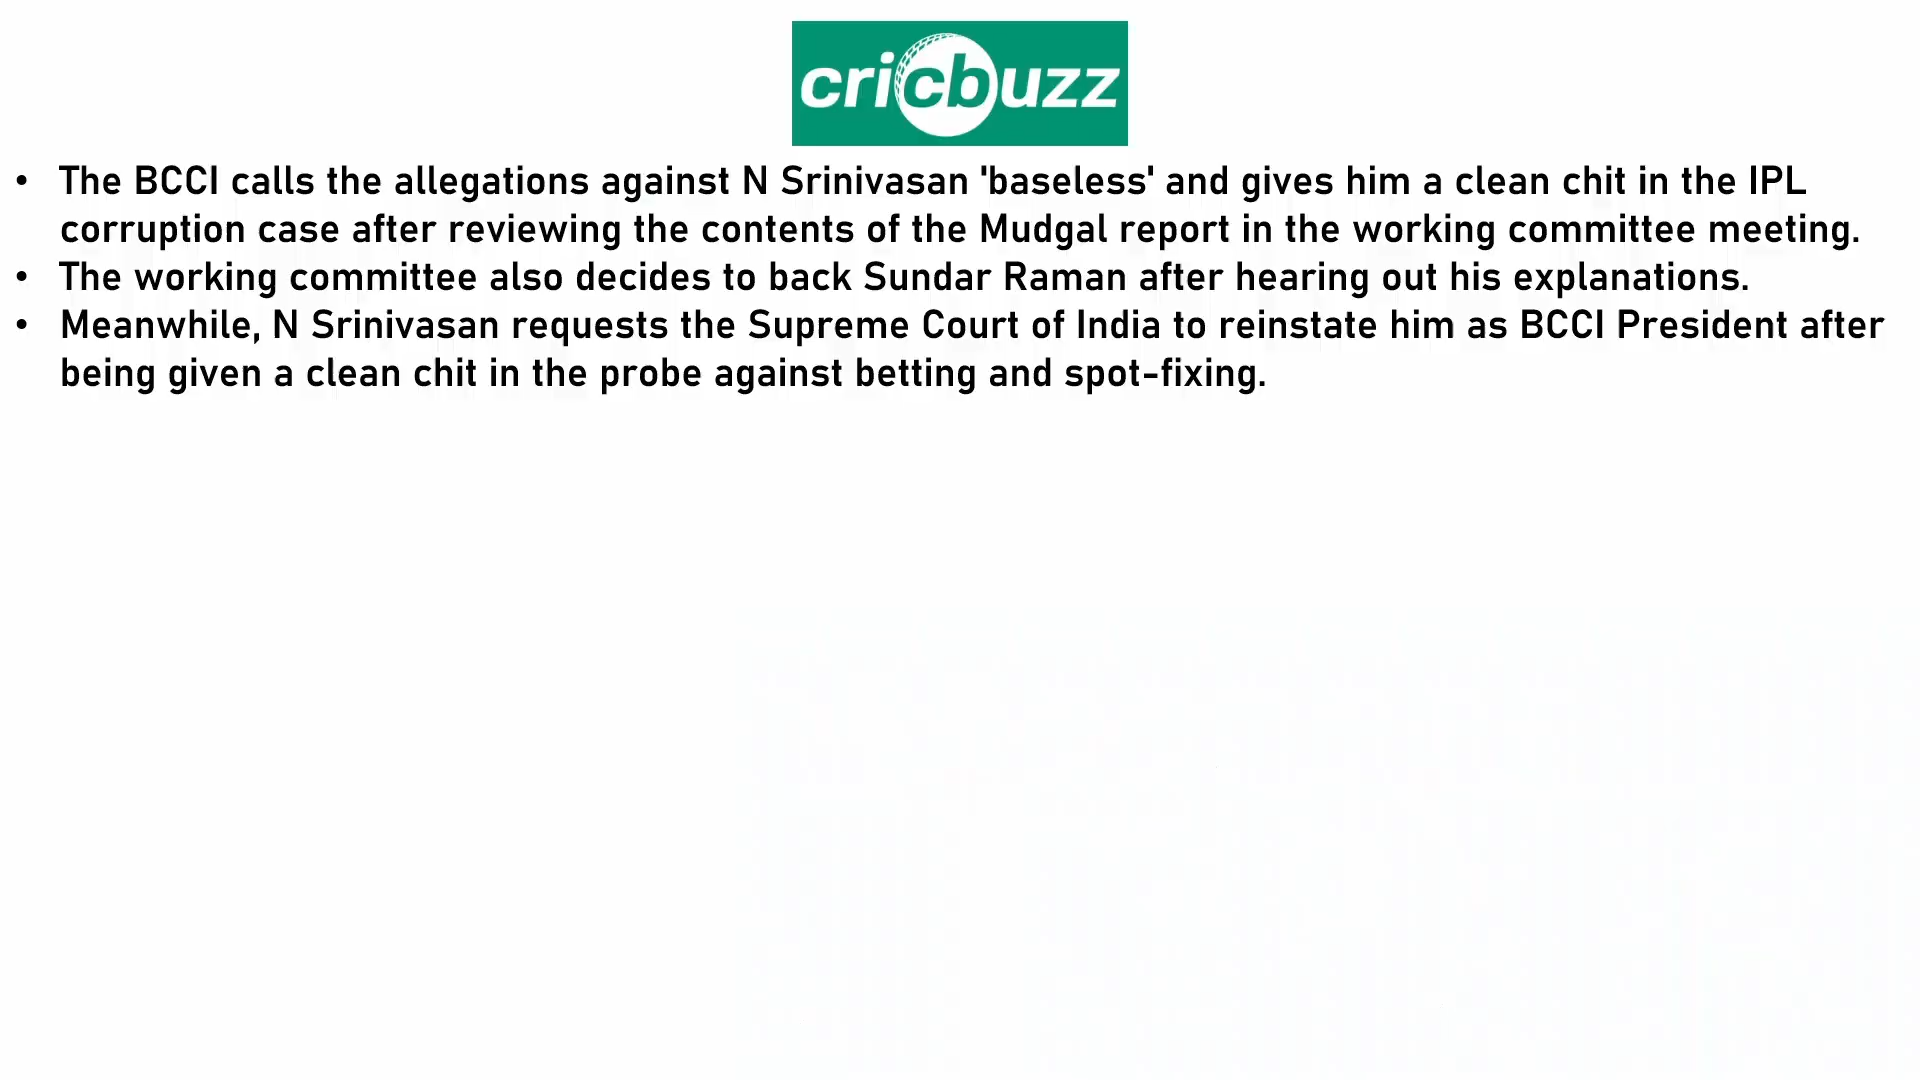 cricbuzz
• The BCCI calls the allegations against N Srinivasan 'baseless' and gives him a clean chit in the IPL
corruption case after reviewing the contents of the Mudgal report in the working committee meeting.
• The working committee also decides to back Sundar Raman after hearing out his explanations.
• Meanwhile, N Srinivasan requests the Supreme Court of India to reinstate him as BCCI President after
being given a clean chit in the probe against betting and spot-fixing.